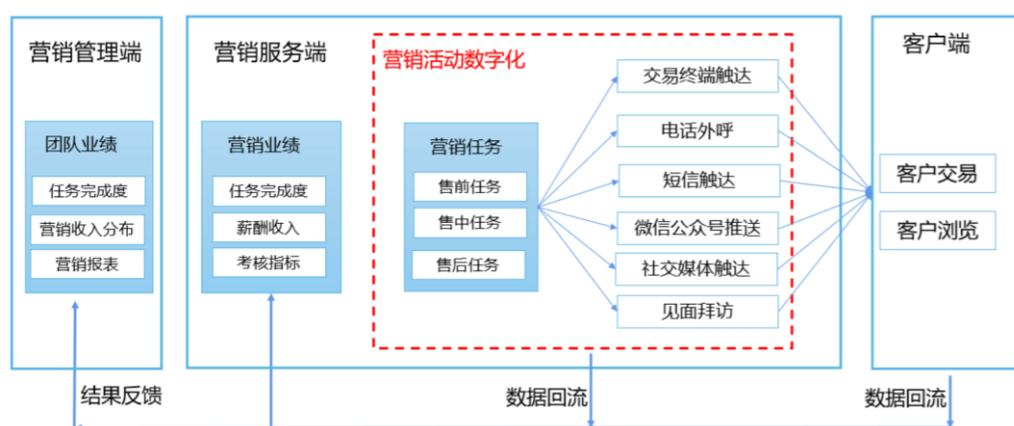 营销管理端
团队业绩
任务完成度
营销收入分布
营销报表
营销服务端
营销业绩
任务完成度
薪酬收入
考核指标
营销活动数字化
营销任务
售前任务
售中任务
售后任务
交易终端触达
电话外呼
短信触达
微信公众号推送
社交媒体触达
见面拜访
客户端
客户交易
客户浏览
结果反馈
数据回流
数据回流